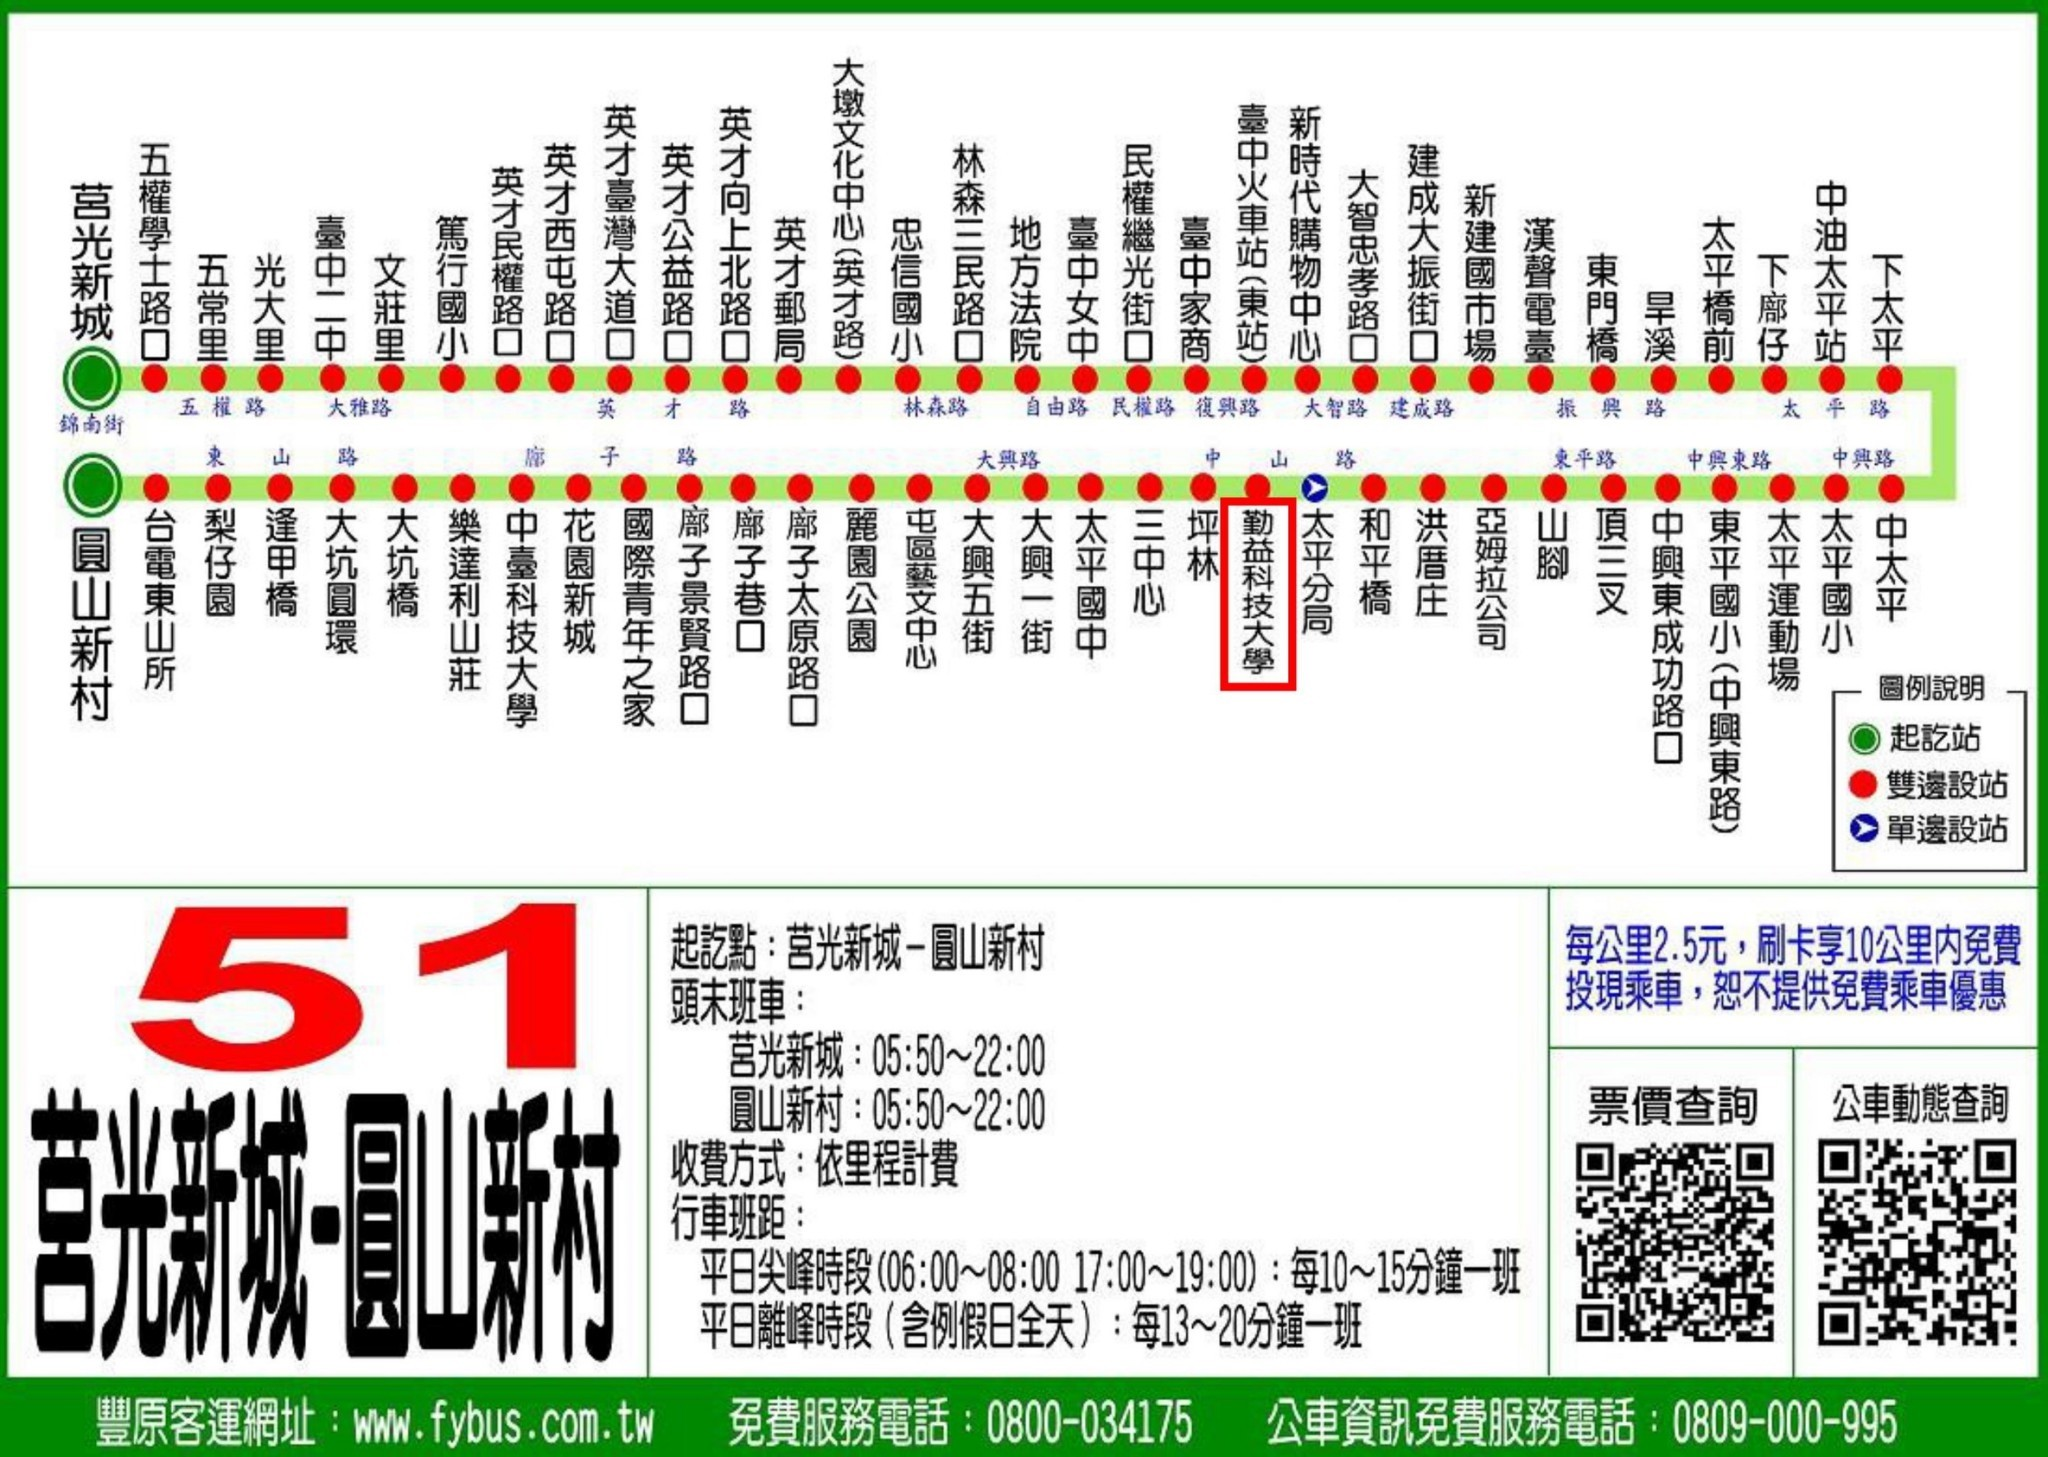 莒光新城
五權學士路口
五常里
光大里
臺中二中
文莊里
篤行國小
英才民權路口
英才西屯路口
英才臺灣大道口
英才公益路口
英才向上北路口
英才郵局
大墩文化中心(英才路)
忠信國小
林森三民路口
地方法院
臺中女中
民權繼光街口
臺中家商
臺中火車站(東站)
新時代購物中心
大智忠孝路口
建成大振街口
新建國市場
漢聲電臺
東門橋
旱溪
太平橋前
下廍仔
中油太平站
下太平
錦南街
五權路
大雅路
英才路
林森路
自由路
民權路
復興路
大智路
建成路
振興路
太平路
東山路
廍子路
大興路
中山路
東平路
中興東路
中興路
圓山新村
台電東山所
梨仔園
逢甲橋
大坑圓環
大坑橋
樂達利山莊
中臺科技大學
花園新城
國際青年之家
廍子景賢路口
廍子巷口
廍子太原路口
麗園公園
屯區藝文中心
大興五街
大興一街
太平國中
三中心
坪林
勤益科技大學
太平分局
和平橋
洪厝庄
亞姆拉公司
山腳
頂三叉
中興東成功路口
東平國小(中興東路)
太平運動場
太平國小
中太平
圖例說明
起訖站
雙邊設站
單邊設站
51
莒光新城-圓山新村
起訖點：莒光新城－圓山新村
頭末班車：
莒光新城：05:50～22:00
圓山新村：05:50～22:00
收費方式：依里程計費
行車班距：
平日尖峰時段(06:00～08:00 17:00～19:00)：每10～15分鐘一班
平日離峰時段(含例假日全天)：每13～20分鐘一班
每公里2.5元，刷卡享10公里內免費
投現乘車，恕不提供免費乘車優惠
票價查詢
公車動態查詢
豐原客運網址：www.fybus.com.tw 免費服務電話：0800-034175 公車資訊免費服務電話：0809-000-995